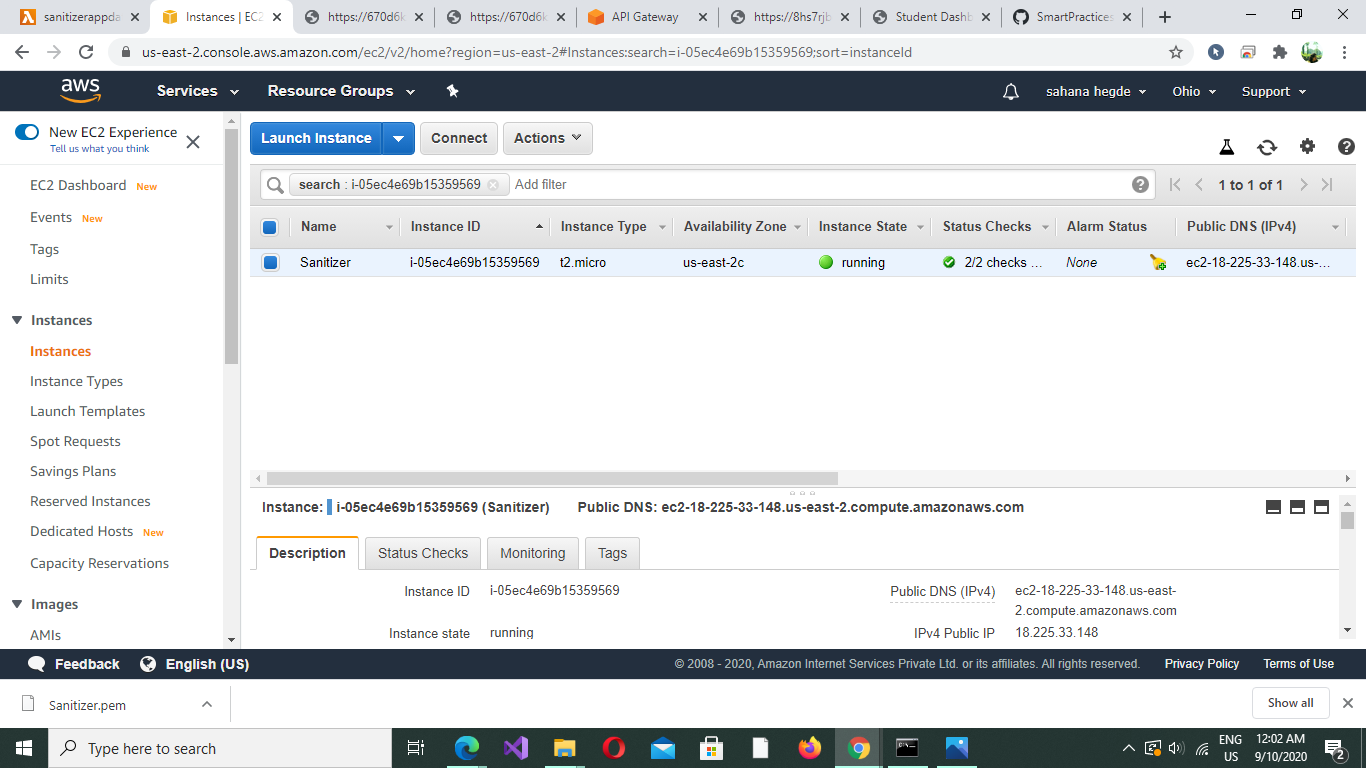 sanitizerappda
Instances | EC2
https://670d6k
https://670d6k
API Gateway
https://8hs7rjb
Student Dashb
SmartPractices
us-east-2.console.aws.amazon.com/ec2/v2/home?region=us-east-2#Instances:search=i-05ec4e69b15359569;sort=instanceId
aws
Services
Resource Groups
sahana hegde
Ohio
Support
New EC2 Experience
Tell us what you think
EC2 Dashboard New
Events New
Tags
Limits
Instances
Instances
Instance Types
Launch Templates
Spot Requests
Savings Plans
Reserved Instances
Dedicated Hosts New
Capacity Reservations
Images
AMIs
Launch Instance
Connect
Actions
search : i-05ec4e69b15359569 Add filter
1 to 1 of 1
Name Instance ID Instance Type Availability Zone Instance State Status Checks Alarm Status Public DNS (IPv4)
Sanitizer i-05ec4e69b15359569 t2.micro us-east-2c running 2/2 checks ... None ec2-18-225-33-148.us-...
Instance: i-05ec4e69b15359569 (Sanitizer) Public DNS: ec2-18-225-33-148.us-east-2.compute.amazonaws.com
Description Status Checks Monitoring Tags
Instance ID i-05ec4e69b15359569 Public DNS (IPv4) ec2-18-225-33-148.us-east-
2.compute.amazonaws.com
Instance state running IPv4 Public IP 18.225.33.148
Feedback English (US) © 2008 - 2020, Amazon Internet Services Private Ltd. or its affiliates. All rights reserved. Privacy Policy Terms of Use
Sanitizer.pem
Show all
Type here to search
ENG
US
12:02 AM
9/10/2020
2